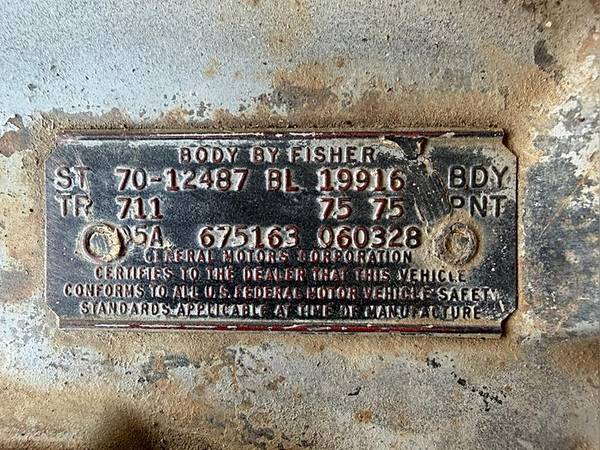 BODY BY FISHER
ST 70-12487 BL 19916 BDY
TR 711 75 75 PNT
05A 675163 060328
GENERAL MOTORS CORPORATION
CERTIFIES TO THE DEALER THAT THIS VEHICLE
CONFORMS TO ALL U.S. FEDERAL MOTOR VEHICLE SAFETY
STANDARDS APPLICABLE AT TIME OF MANUFACTURE